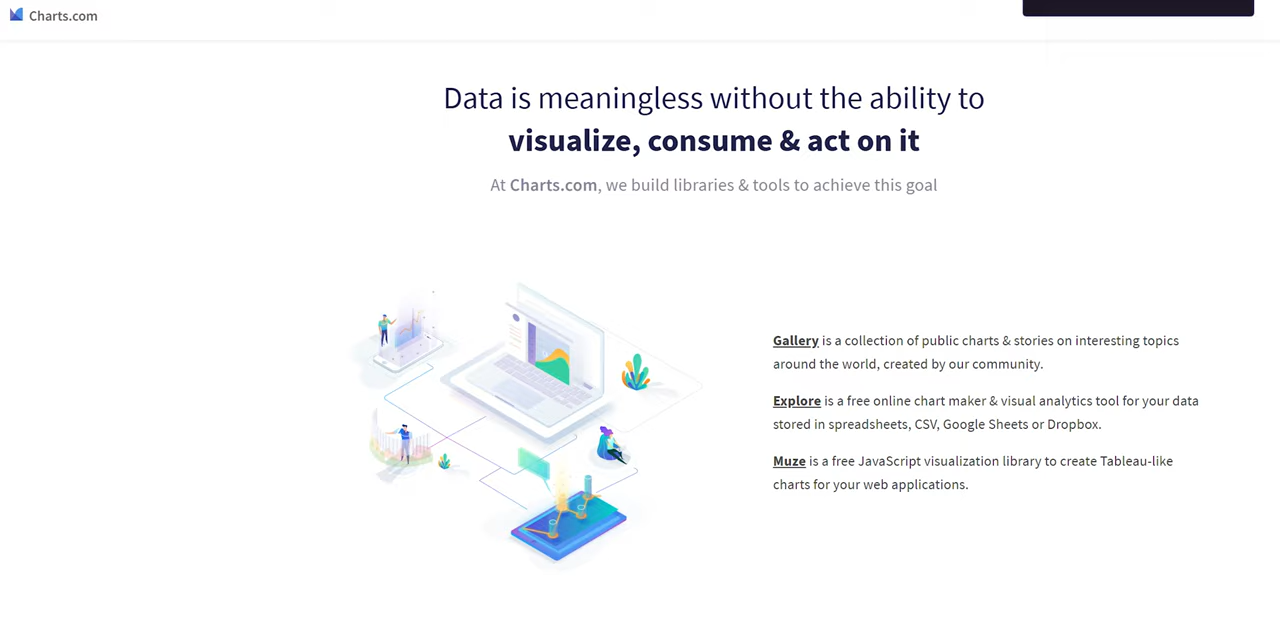 Charts.com
Data is meaningless without the ability to
visualize, consume & act on it
At Charts.com, we build libraries & tools to achieve this goal
Gallery is a collection of public charts & stories on interesting topics
around the world, created by our community.
Explore is a free online chart maker & visual analytics tool for your data
stored in spreadsheets, CSV, Google Sheets or Dropbox.
Muze is a free JavaScript visualization library to create Tableau-like
charts for your web applications.